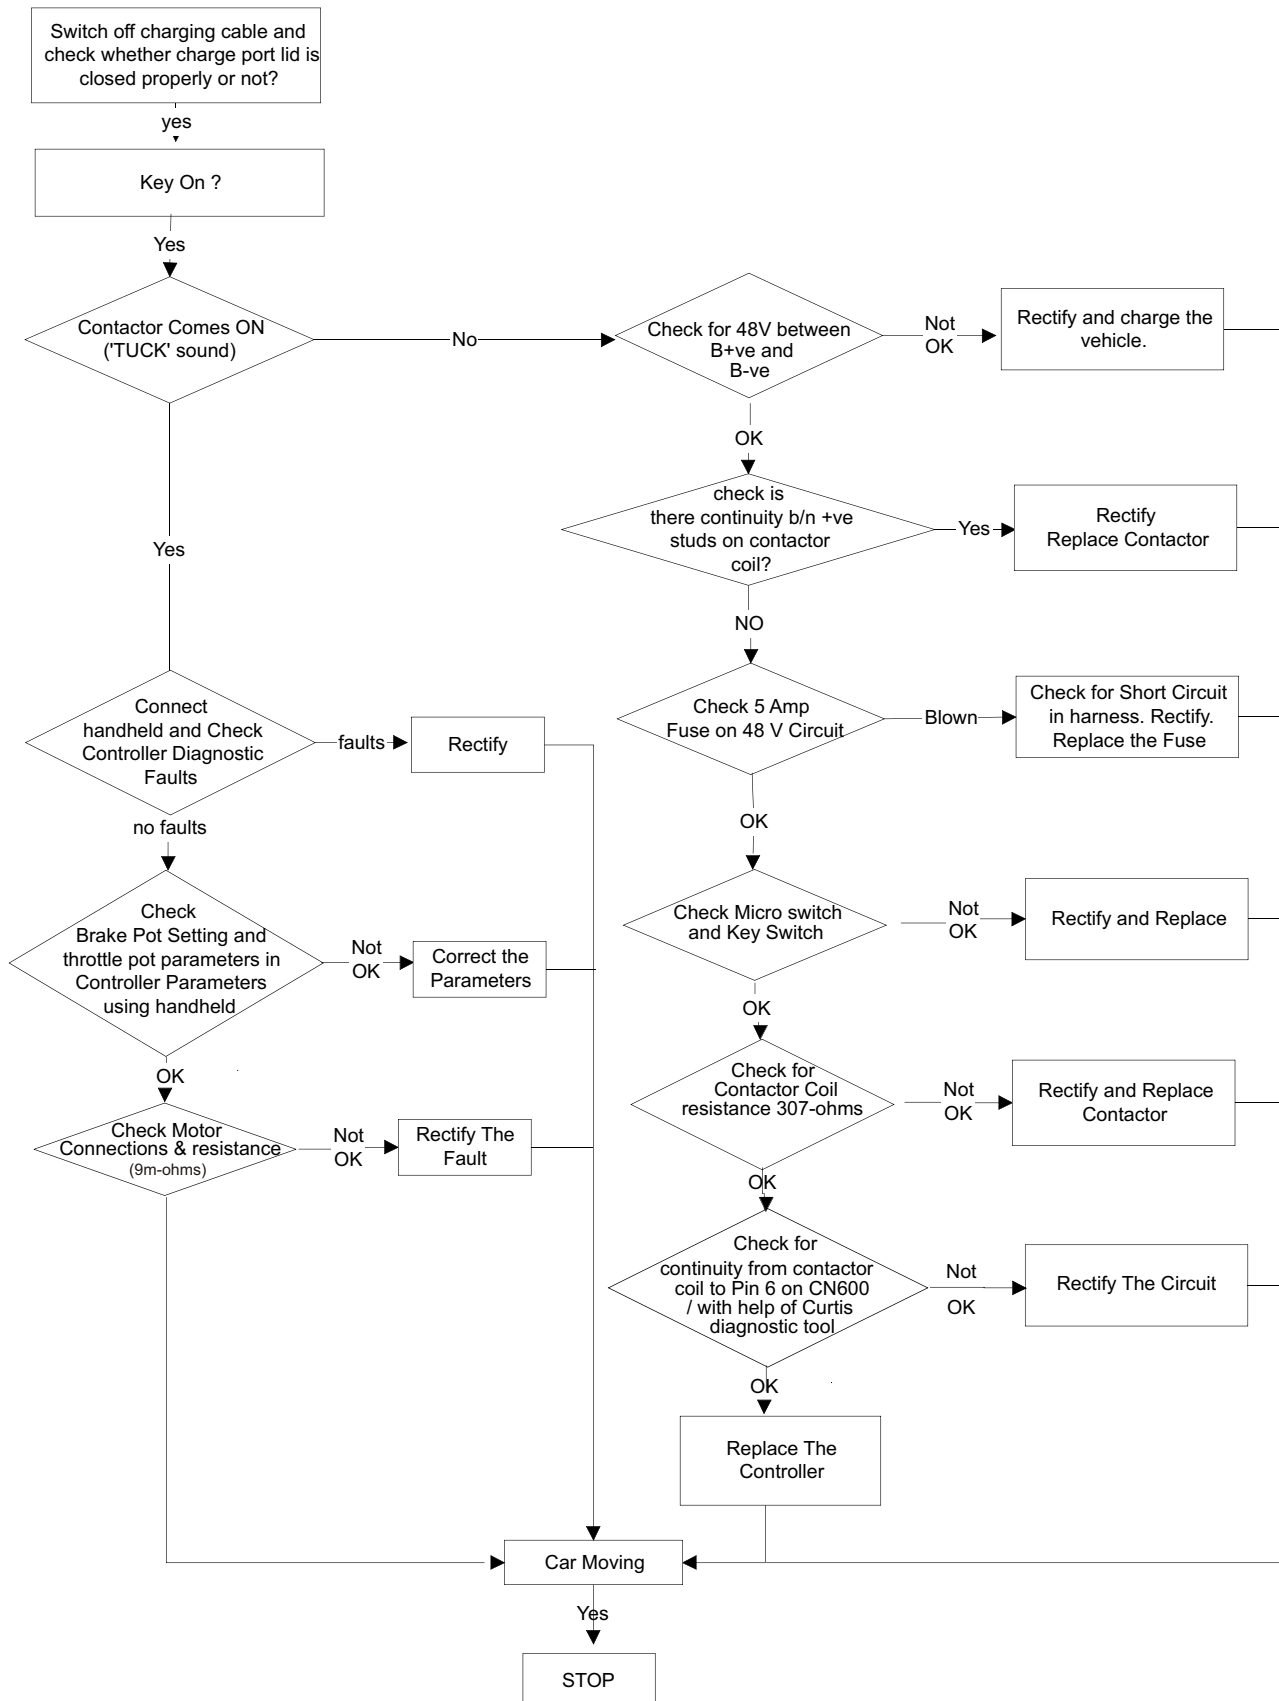 Switch off charging cable and
check whether charge port lid is
closed properly or not?
yes
Key On ?
Yes
Contactor Comes ON
('TUCK' sound)
No
Check for 48V between
B+ve and
B-ve
Not
OK
Rectify and charge the
vehicle.
OK
check is
there continuity b/n +ve
studs on contactor
coil?
Yes
Rectify
Replace Contactor
Yes
NO
Connect
handheld and Check
Controller Diagnostic
Faults
faults
Rectify
Check 5 Amp
Fuse on 48 V Circuit
Blown
Check for Short Circuit
in harness. Rectify.
Replace the Fuse
no faults
OK
Check
Brake Pot Setting and
throttle pot parameters in
Controller Parameters
using handheld
Not
OK
Correct the
Parameters
Check Micro switch
and Key Switch
Not
OK
Rectify and Replace
OK
OK
Check Motor
Connections & resistance
(9m-ohms)
Not
OK
Rectify The
Fault
Check for
Contactor Coil
resistance 307-ohms
Not
OK
Rectify and Replace
Contactor
OK
Check for
continuity from contactor
coil to Pin 6 on CN600
/ with help of Curtis
diagnostic tool
Not
OK
Rectify The Circuit
OK
Replace The
Controller
Car Moving
Yes
STOP